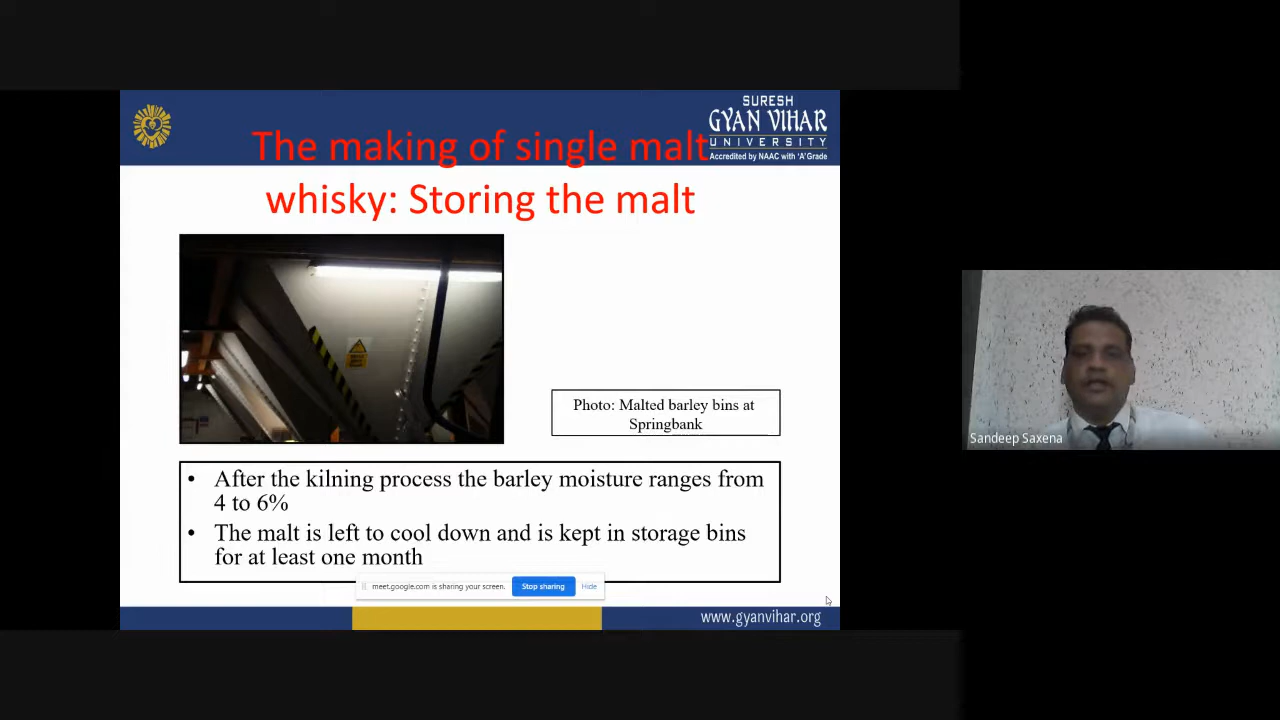 SURESH
GYAN VIHAR
UNIVERSITY
Accredited by NAAC with 'A' Grade
The making of single malt
whisky: Storing the malt
Photo: Malted barley bins at
Springbank
• After the kilning process the barley moisture ranges from
4 to 6%
• The malt is left to cool down and is kept in storage bins
for at least one month
meet.google.com is sharing your screen. Stop sharing Hide
www.gyanvihar.org
Sandeep Saxena